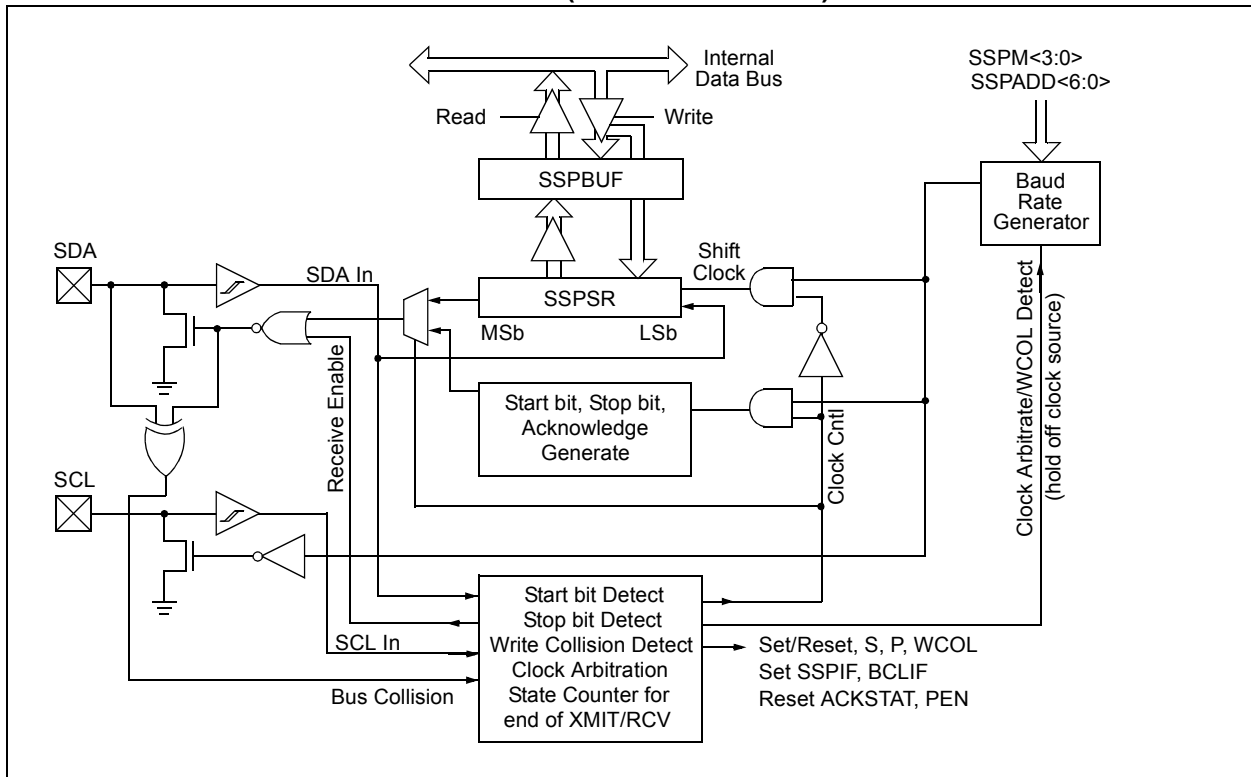 Internal
Data Bus
SSPM<3:0>
SSPADD<6:0>
Read
Write
SSPBUF
Baud
Rate
Generator
SDA
SDA In
Shift
Clock
SSPSR
MSb
LSb
Receive Enable
Start bit, Stop bit,
Acknowledge
Generate
Clock Cntl
Clock Arbitrate/WCOL Detect
(hold off clock source)
SCL
SCL In
Bus Collision
Start bit Detect
Stop bit Detect
Write Collision Detect
Clock Arbitration
State Counter for
end of XMIT/RCV
Set/Reset, S, P, WCOL
Set SSPIF, BCLIF
Reset ACKSTAT, PEN